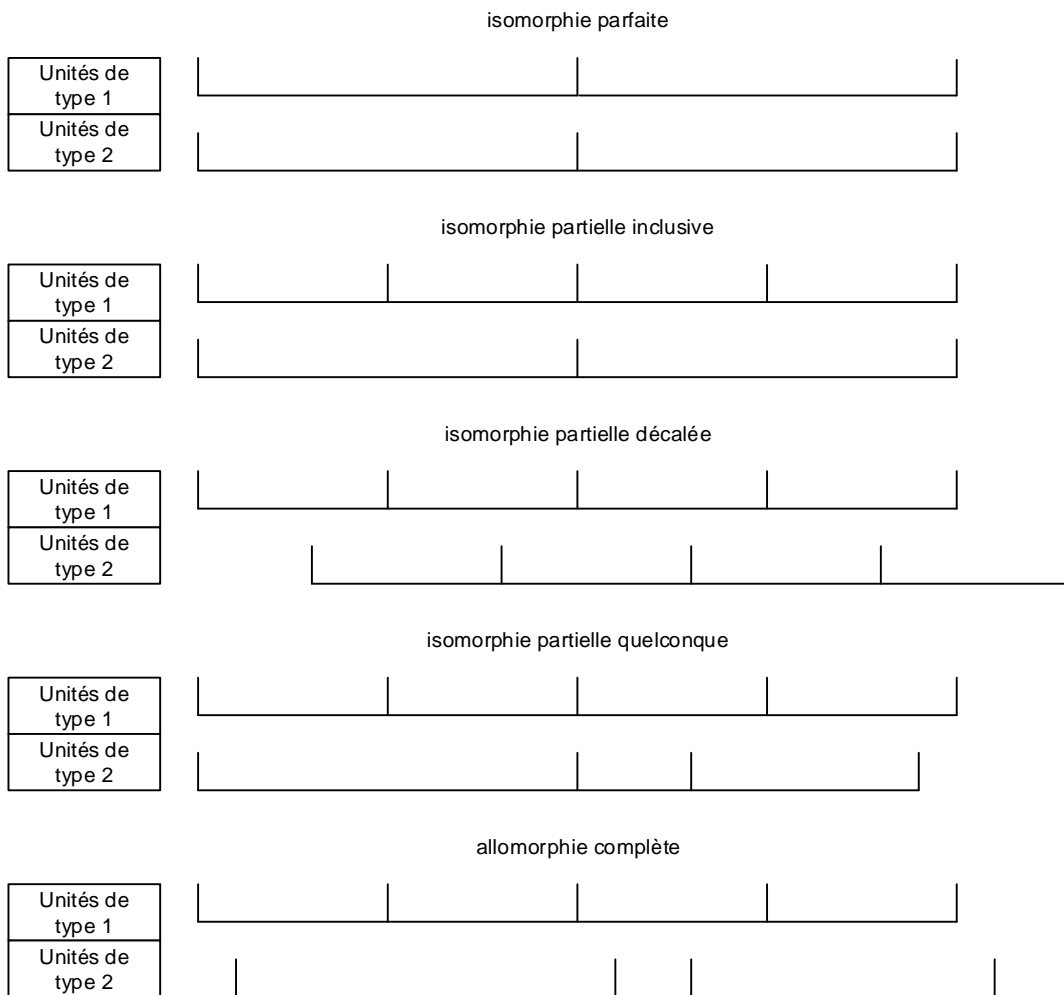 isomorphie parfaite
Unités de
type 1
Unités de
type 2
isomorphie partielle inclusive
Unités de
type 1
Unités de
type 2
isomorphie partielle décalée
Unités de
type 1
Unités de
type 2
isomorphie partielle quelconque
Unités de
type 1
Unités de
type 2
allomorphie complète
Unités de
type 1
Unités de
type 2